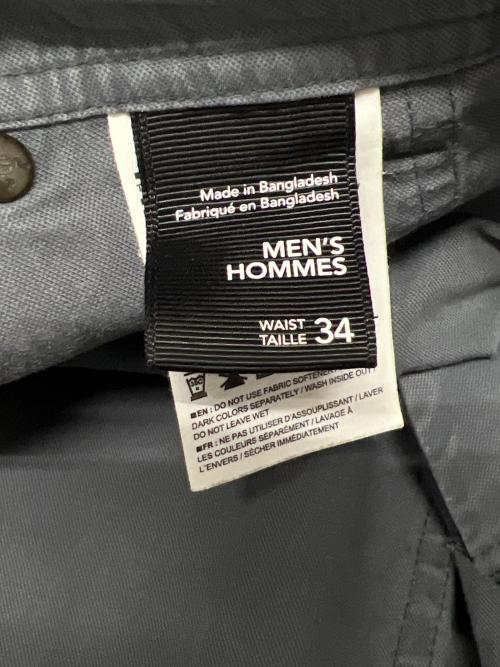 Made in Bangladesh
Fabriqué en Bangladesh
MEN'S
HOMMES
WAIST
TAILLE 34
EN : DO NOT USE FABRIC SOFTENER
DARK COLORS SEPARATELY / WASH INSIDE OUT /
DO NOT LEAVE WET
FR : NE PAS UTILISER D'ASSOUPLISSANT / LAVER
LES COULEURS SÉPARÉMENT / LAVAGE À
L'ENVERS / SÉCHER IMMÉDIATEMENT